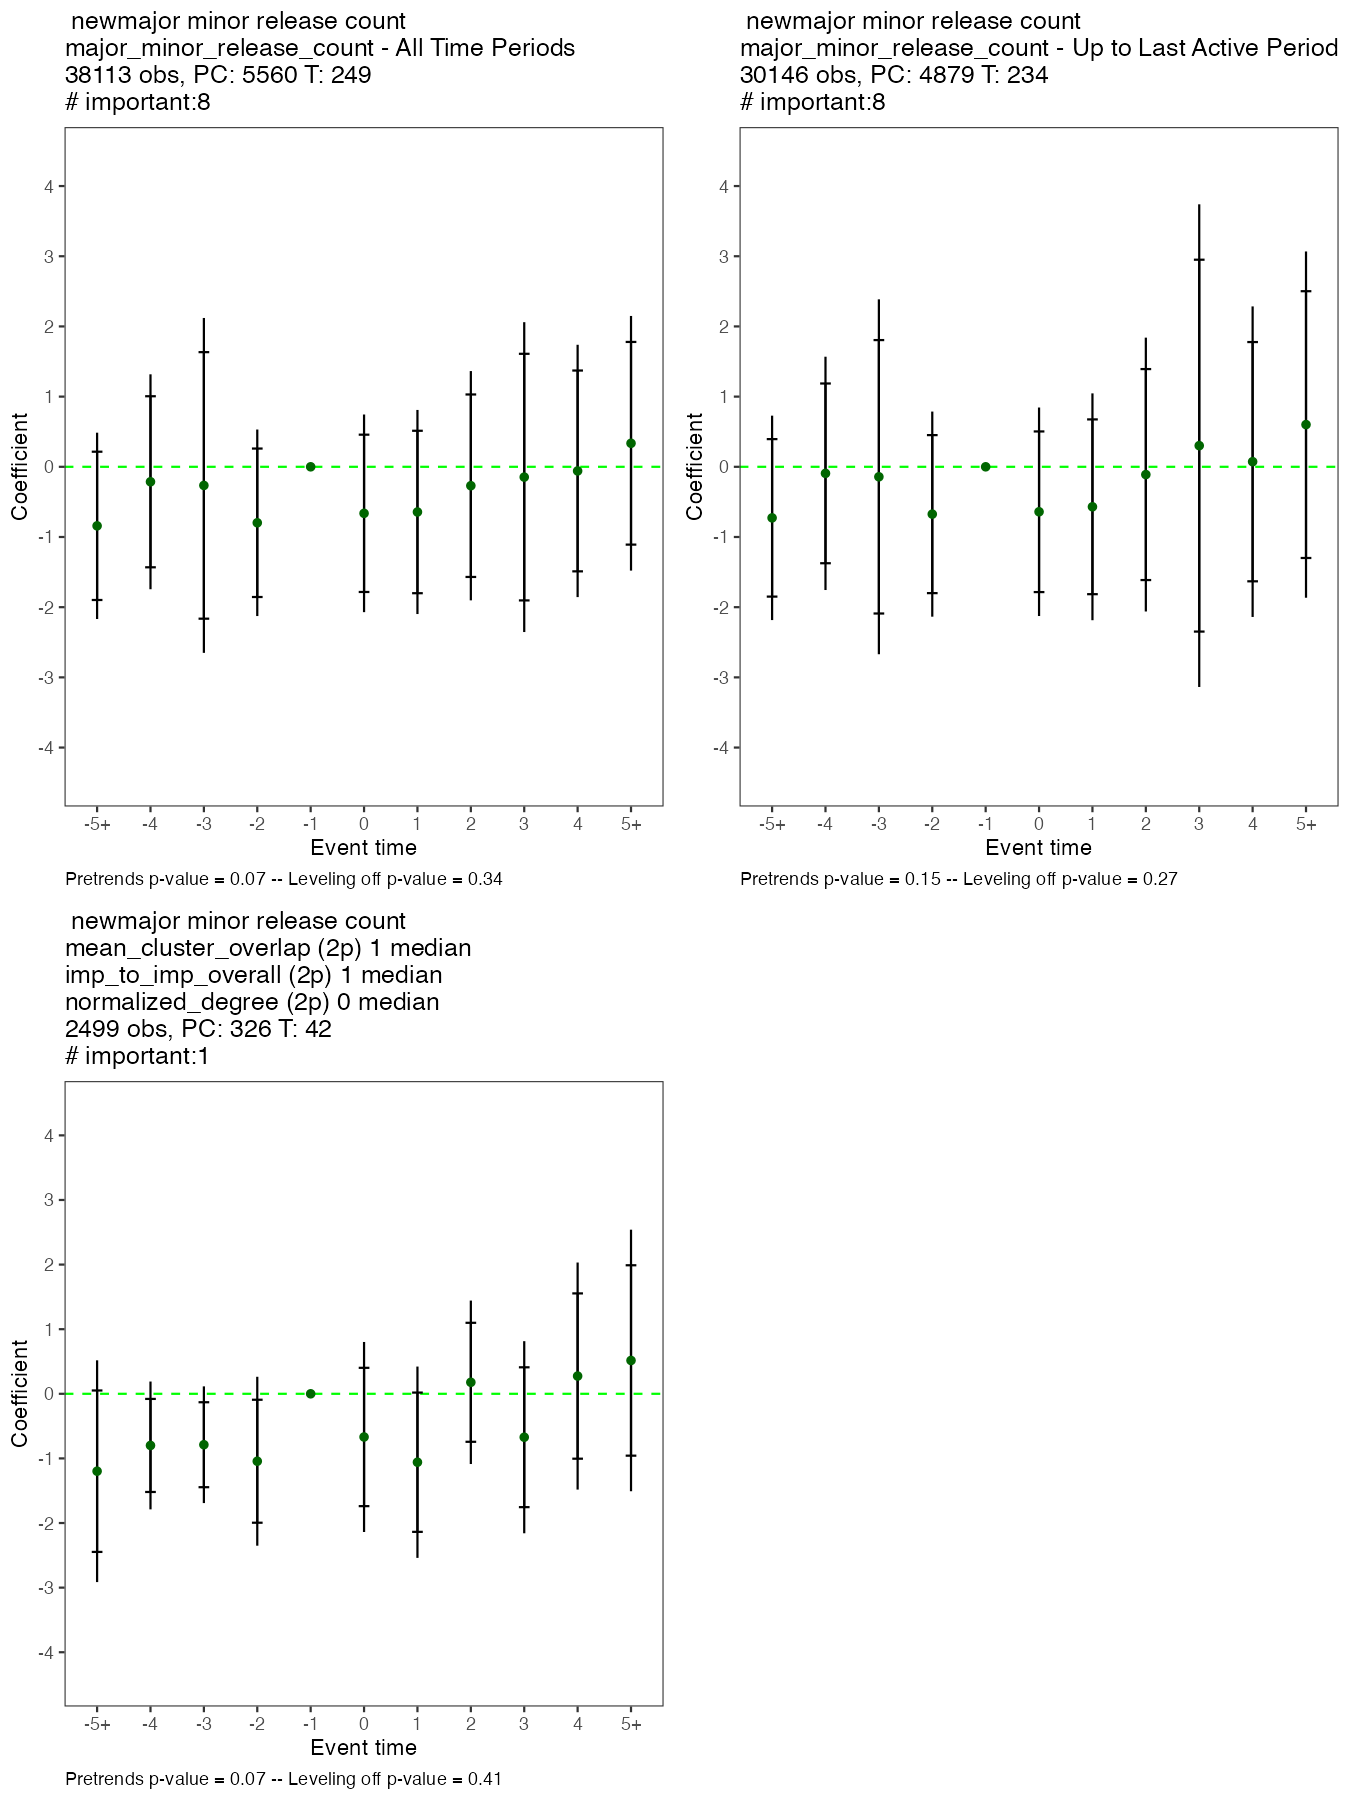 newmajor minor release count
major_minor_release_count - All Time Periods
38113 obs, PC: 5560 T: 249
# important:8
4
3
2
1
0
-1
-2
-3
-4
Coefficient
-5+ -4 -3 -2 -1 0 1 2 3 4 5+
Event time
Pretrends p-value = 0.07 -- Leveling off p-value = 0.34
newmajor minor release count
major_minor_release_count - Up to Last Active Period
30146 obs, PC: 4879 T: 234
# important:8
4
3
2
1
0
-1
-2
-3
-4
Coefficient
-5+ -4 -3 -2 -1 0 1 2 3 4 5+
Event time
Pretrends p-value = 0.15 -- Leveling off p-value = 0.27
newmajor minor release count
mean_cluster_overlap (2p) 1 median
imp_to_imp_overall (2p) 1 median
normalized_degree (2p) 0 median
2499 obs, PC: 326 T: 42
# important:1
4
3
2
1
0
-1
-2
-3
-4
Coefficient
-5+ -4 -3 -2 -1 0 1 2 3 4 5+
Event time
Pretrends p-value = 0.07 -- Leveling off p-value = 0.41